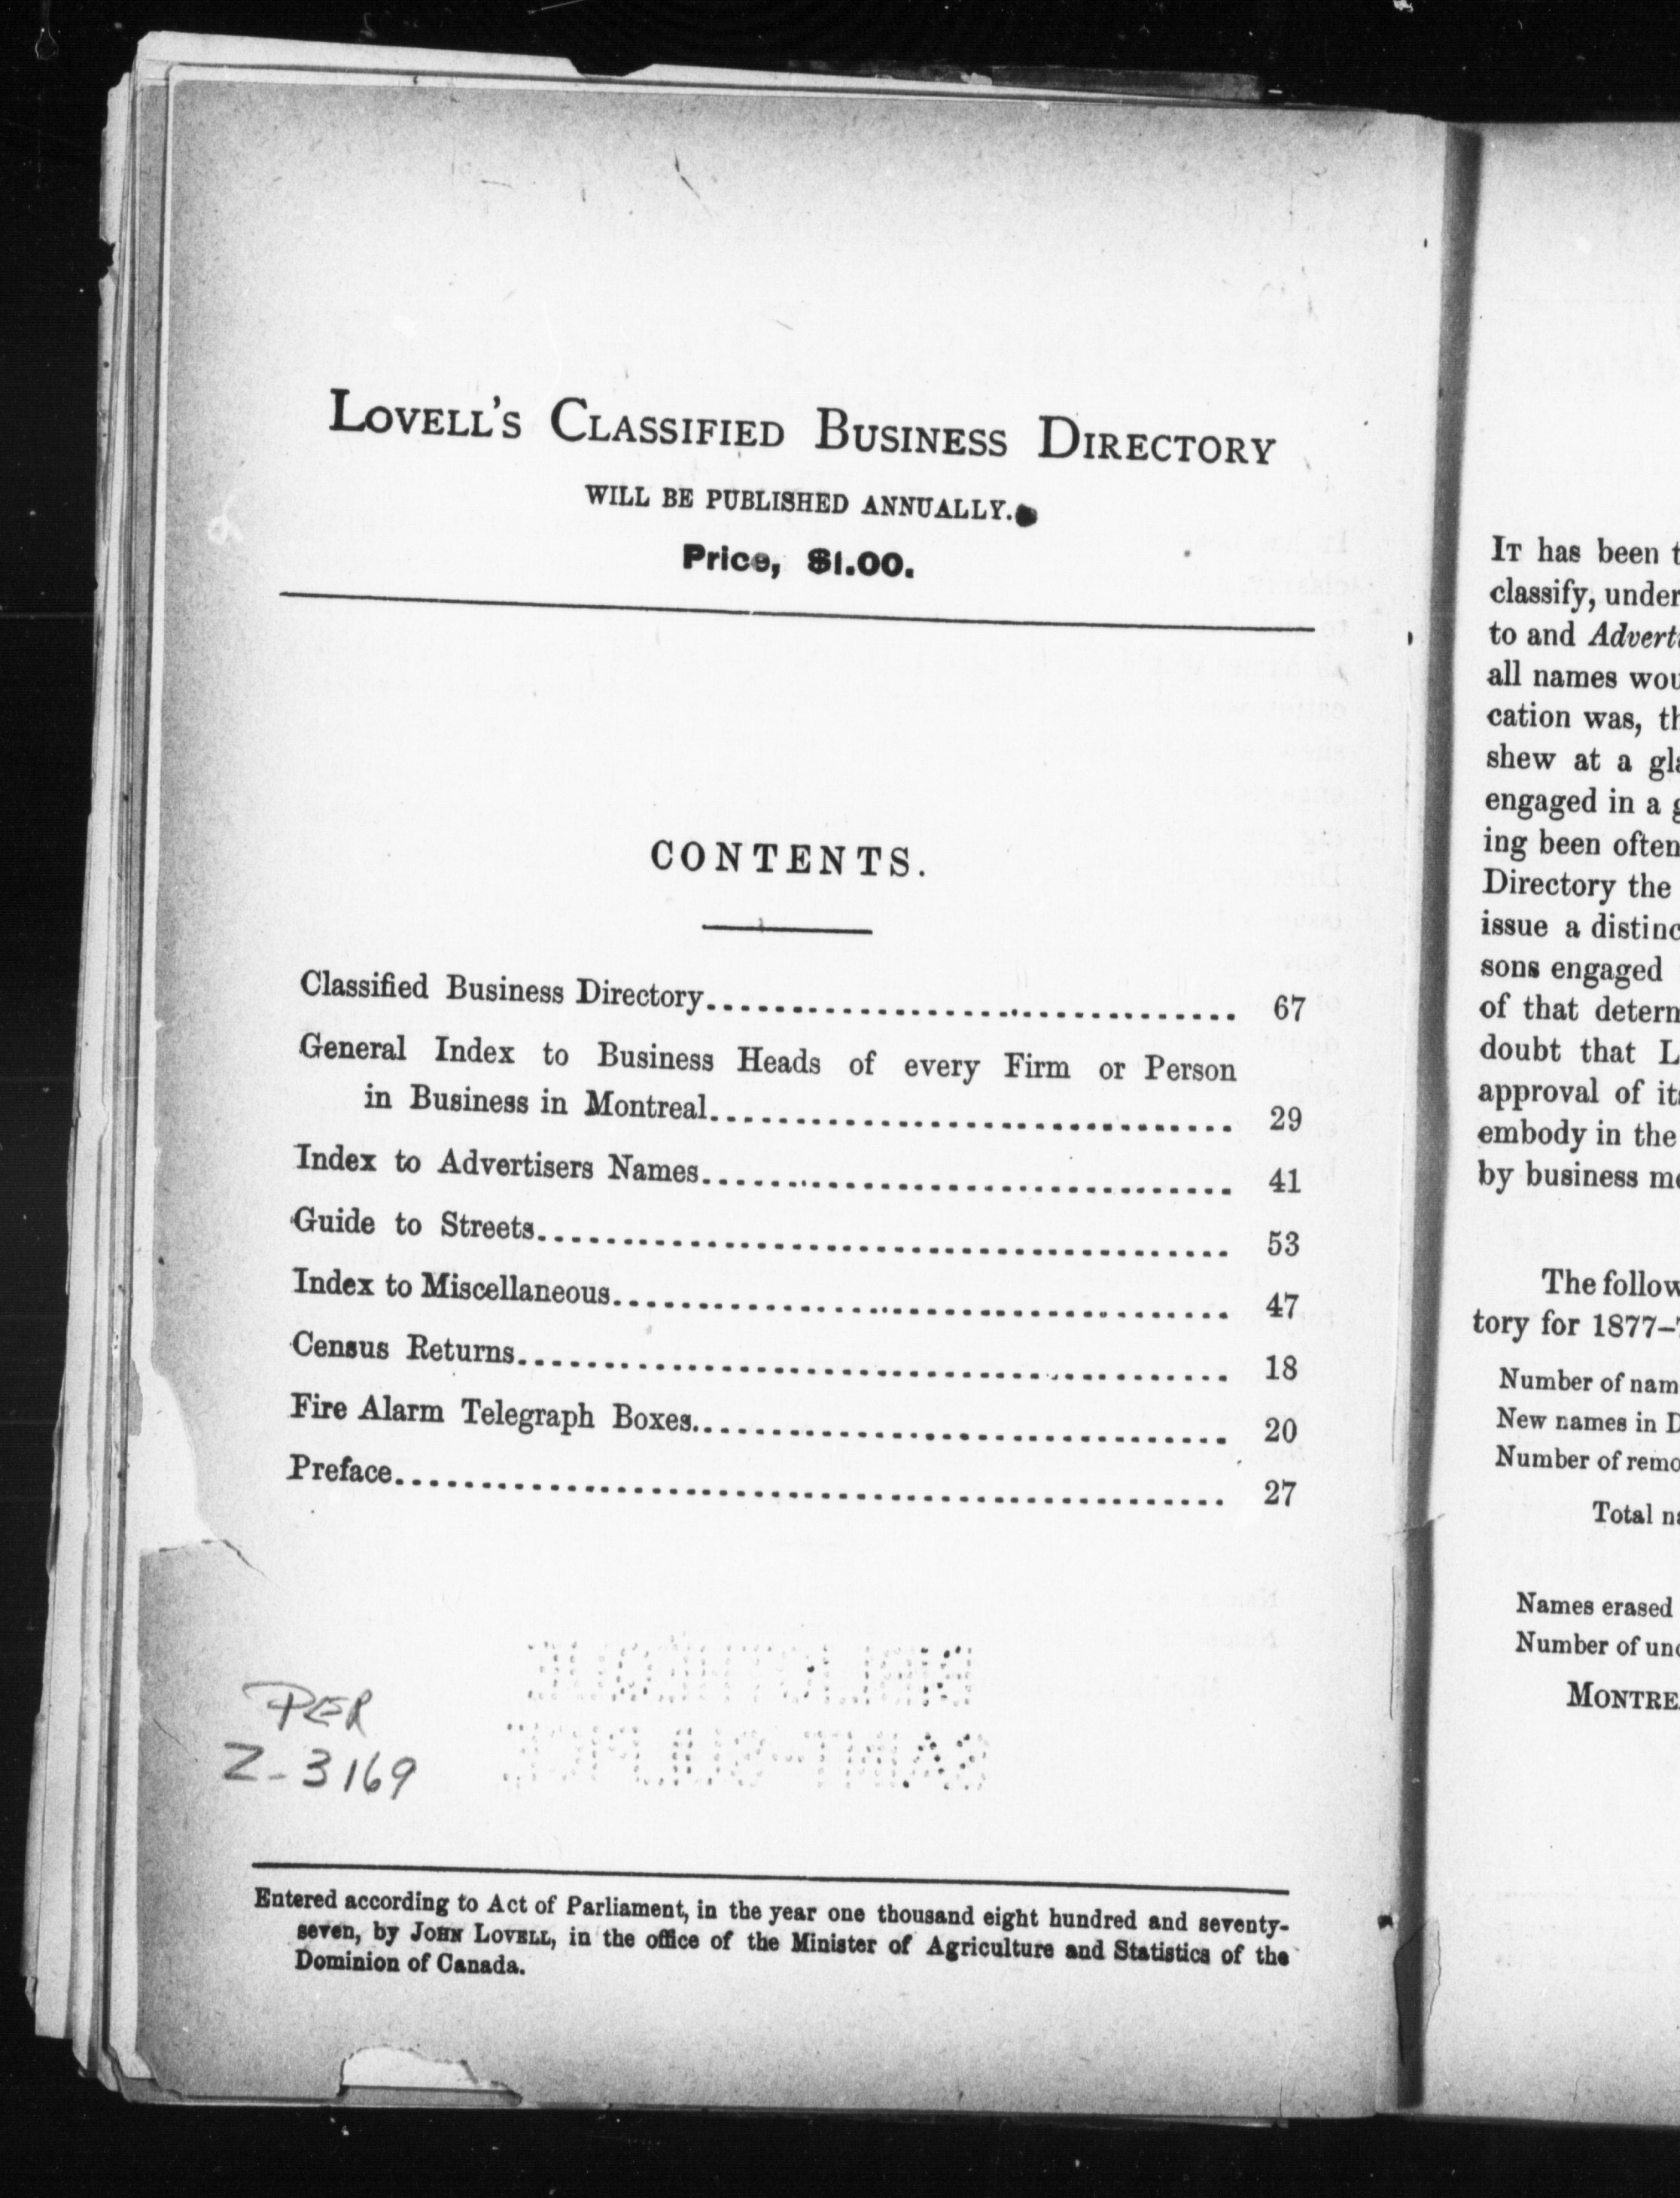 LOVELL'S CLASSIFIED BUSINESS DIRECTORY
WILL BE PUBLISHED ANNUALLY.
Price, $1.00.
CONTENTS.
Classified Business Directory........ 67
General Index to Business Heads of every Firm or Person
in Business in Montreal........ 29
Index to Advertisers Names........ 41
Guide to Streets........ 53
Index to Miscellaneous........ 47
Census Returns........ 18
Fire Alarm Telegraph Boxes........ 20
Preface........ 27
PER
Z-3169
Entered according to Act of Parliament, in the year one thousand eight hundred and seventy-
seven, by JOHN LOVELL, in the office of the Minister of Agriculture and Statistics of the
Dominion of Canada.
IT has been
classify, under
to and
all names
cation was,
shew at a
engaged in a
ing been often
Directory the
issue a
sons engaged
of that
doubt that
approval of
embody in the
by business
The
tory for 1877–
Number of
New names in
Number of
Total
Names erased
Number of